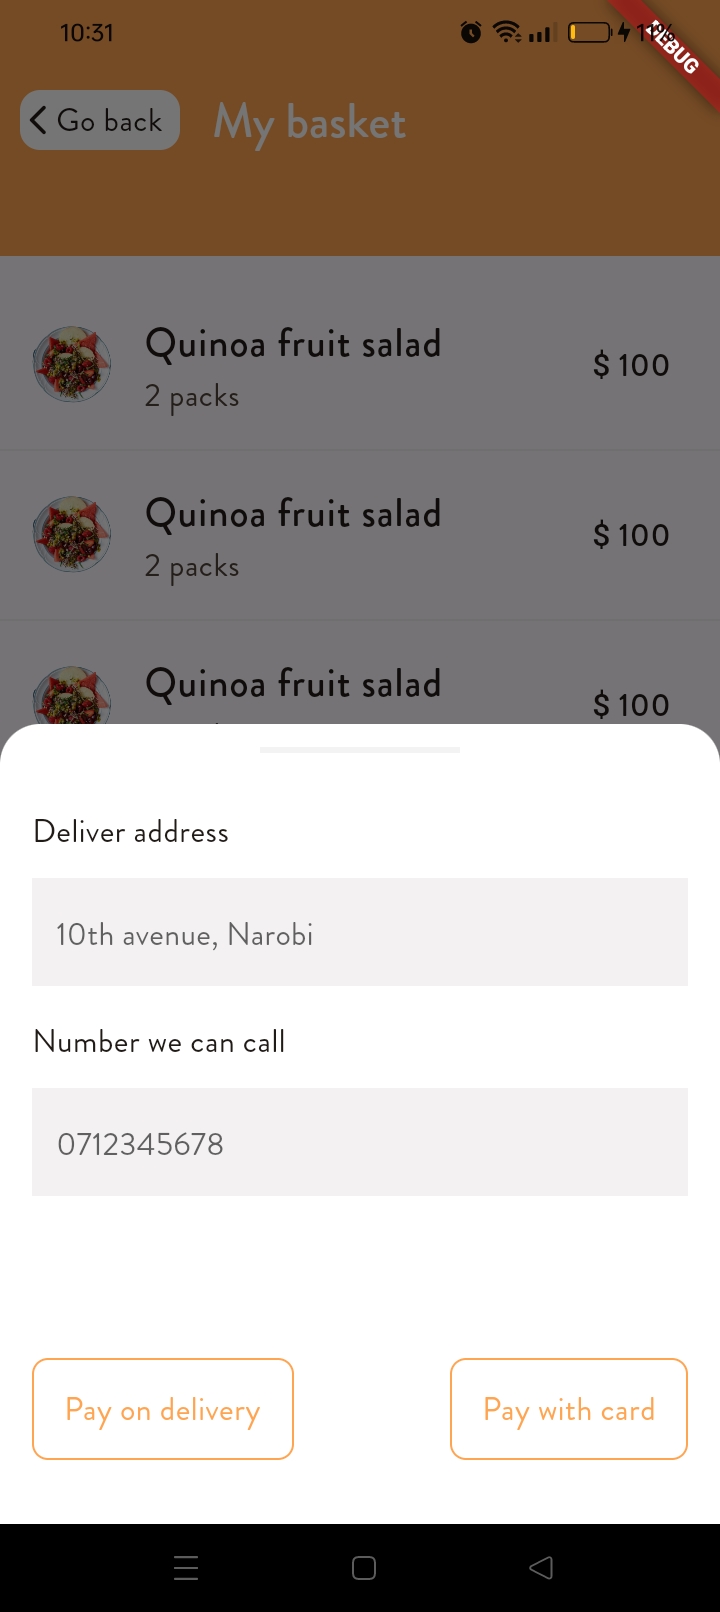 10:31
11%
DEBUG
Go back
My basket
Quinoa fruit salad
2 packs
$ 100
Quinoa fruit salad
2 packs
$ 100
Quinoa fruit salad
$ 100
Deliver address
10th avenue, Narobi
Number we can call
0712345678
Pay on delivery
Pay with card